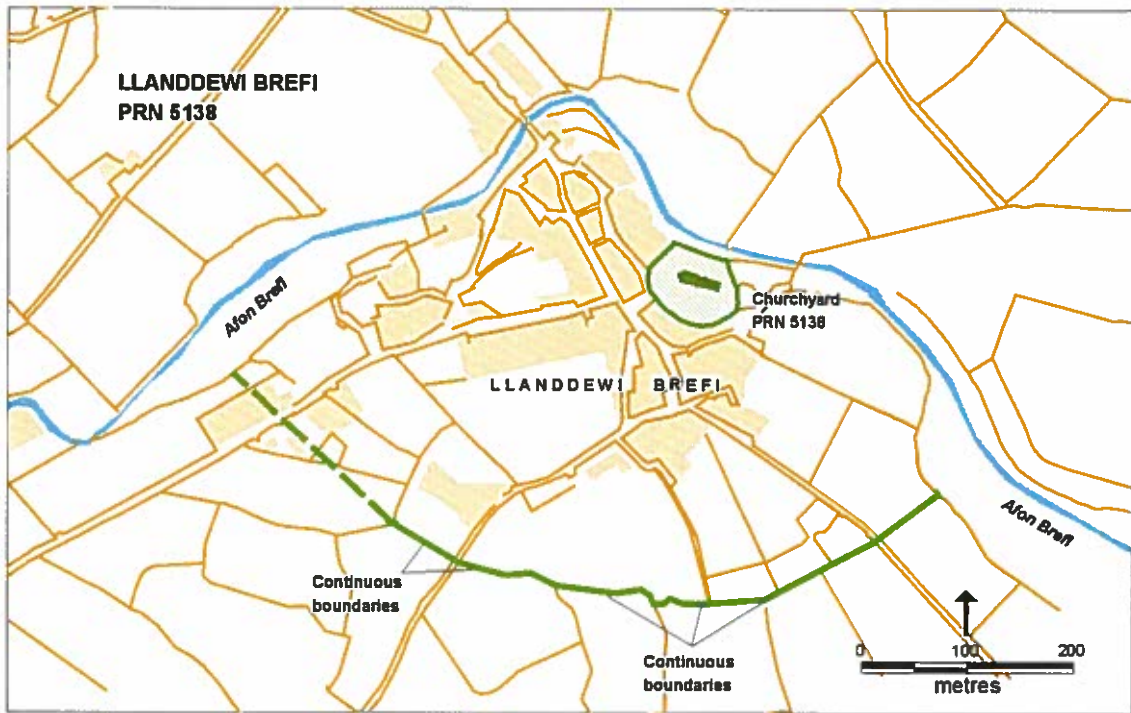 LLANDDEWI BREFI
PRN 5138
Afon Brefi
Churchyard
PRN 5138
LLANDDEWI BREFI
Afon Brefi
Continuous
boundaries
Continuous
boundaries
0 100 200
metres